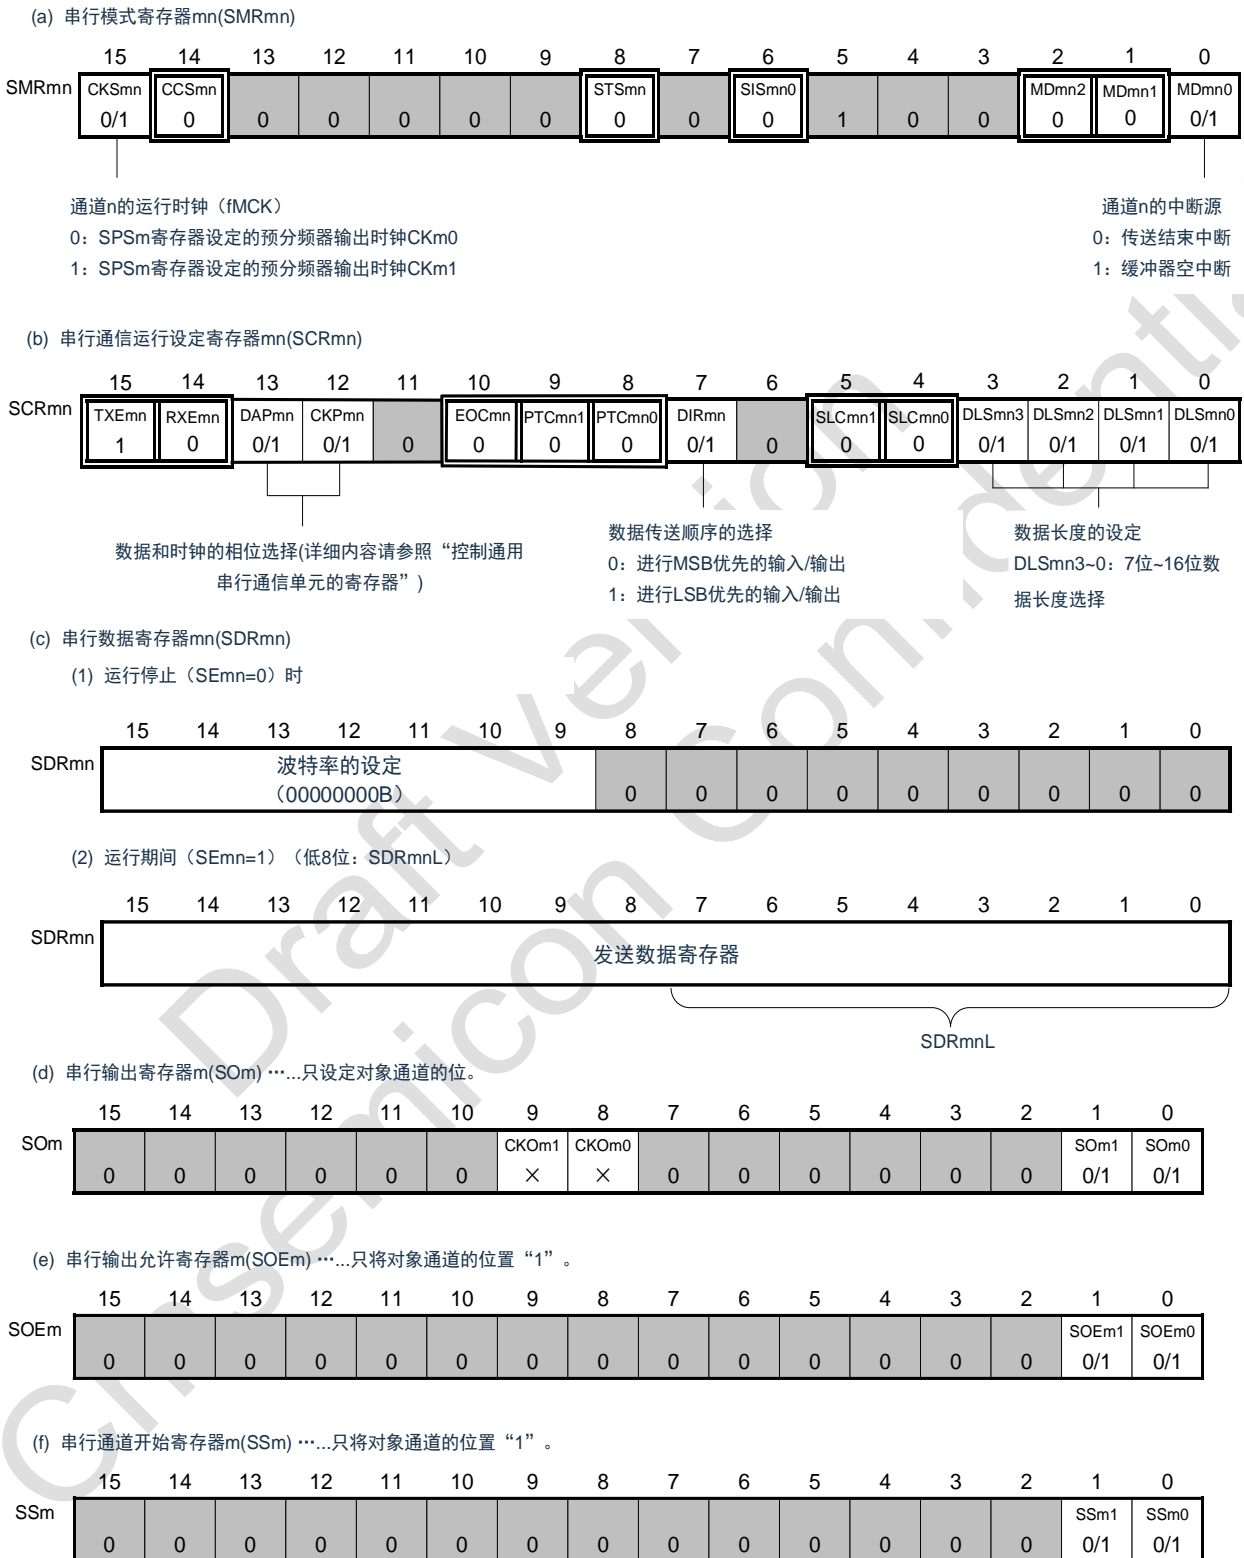 (a) 串行模式寄存器mn(SMRmn)
15 14 13 12 11 10 9 8 7 6 5 4 3 2 1 0
SMRmn CKSmn CCSmn STSmn SISmn0 MDmn2 MDmn1 MDmn0
0/1 0 0 0 0 0 0 0 0 0 1 0 0 0 0 0/1
通道n的运行时钟（fMCK） 通道n的中断源
0：SPSm寄存器设定的预分频器输出时钟CKm0 0：传送结束中断
1：SPSm寄存器设定的预分频器输出时钟CKm1 1：缓冲器空中断
(b) 串行通信运行设定寄存器mn(SCRmn)
15 14 13 12 11 10 9 8 7 6 5 4 3 2 1 0
SCRmn TXEmn RXEmn DAPmn CKPmn EOCmn PTCmn1 PTCmn0 DIRmn SLCmn1 SLCmn0 DLSmn3 DLSmn2 DLSmn1 DLSmn0
1 0 0/1 0/1 0 0 0 0 0/1 0 0 0 0/1 0/1 0/1 0/1
数据和时钟的相位选择(详细内容请参照“控制通用
串行通信单元的寄存器”)
数据传送顺序的选择
0：进行MSB优先的输入/输出
1：进行LSB优先的输入/输出
数据长度的设定
DLSmn3~0：7位~16位数
据长度选择
(c) 串行数据寄存器mn(SDRmn)
(1) 运行停止（SEmn=0）时
15 14 13 12 11 10 9 8 7 6 5 4 3 2 1 0
SDRmn 波特率的设定
（00000000B） 0 0 0 0 0 0 0 0 0
(2) 运行期间（SEmn=1）（低8位：SDRmnL）
15 14 13 12 11 10 9 8 7 6 5 4 3 2 1 0
SDRmn 发送数据寄存器
SDRmnL
(d) 串行输出寄存器m(SOm) ⋯...只设定对象通道的位。
15 14 13 12 11 10 9 8 7 6 5 4 3 2 1 0
SOm CKOm1 CKOm0 SOm1 SOm0
0 0 0 0 0 0 × × 0 0 0 0 0 0 0/1 0/1
(e) 串行输出允许寄存器m(SOEm) ⋯...只将对象通道的位置“1”。
15 14 13 12 11 10 9 8 7 6 5 4 3 2 1 0
SOEm SOEm1 SOEm0
0 0 0 0 0 0 0 0 0 0 0 0 0 0 0/1 0/1
(f) 串行通道开始寄存器m(SSm) ⋯...只将对象通道的位置“1”。
15 14 13 12 11 10 9 8 7 6 5 4 3 2 1 0
SSm SSm1 SSm0
0 0 0 0 0 0 0 0 0 0 0 0 0 0 0/1 0/1
Draft Version